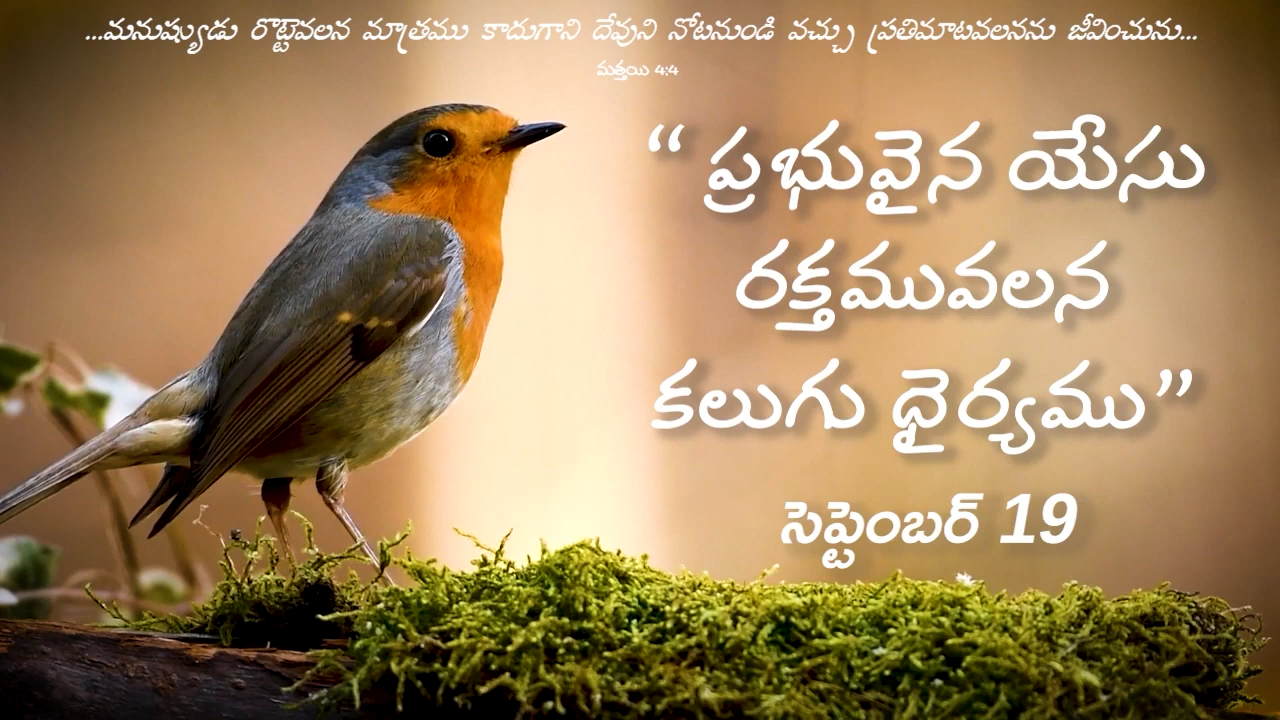 ...మనుష్యుడు రొట్టెవలన మాత్రము కాదుగాని దేవుని నోటనుండి వచ్చు ప్రతిమాటవలనను జీవించును...
మత్తయి 4:4
“ ప్రభువైన యేసు
రక్తమువలన
కలుగు ధైర్యము”
సెప్టెంబర్ 19